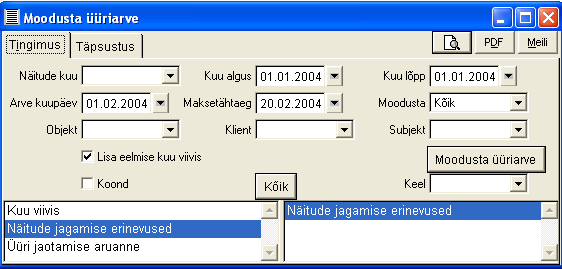 Moodusta üüriarve
Tingimus Täpsustus PDF Meili
Näitude kuu Kuu algus 01.01.2004 Kuu lõpp 01.01.2004
Arve kuupäev 01.02.2004 Maksetähtaeg 20.02.2004 Moodusta Kõik
Objekt Klient Subjekt
Lisa eelmise kuu viivis Moodusta üüriarve
Koond Kõik Keel
Kuu viivis Näitude jagamise erinevused
Näitude jagamise erinevused
Üüri jaotamise aruanne